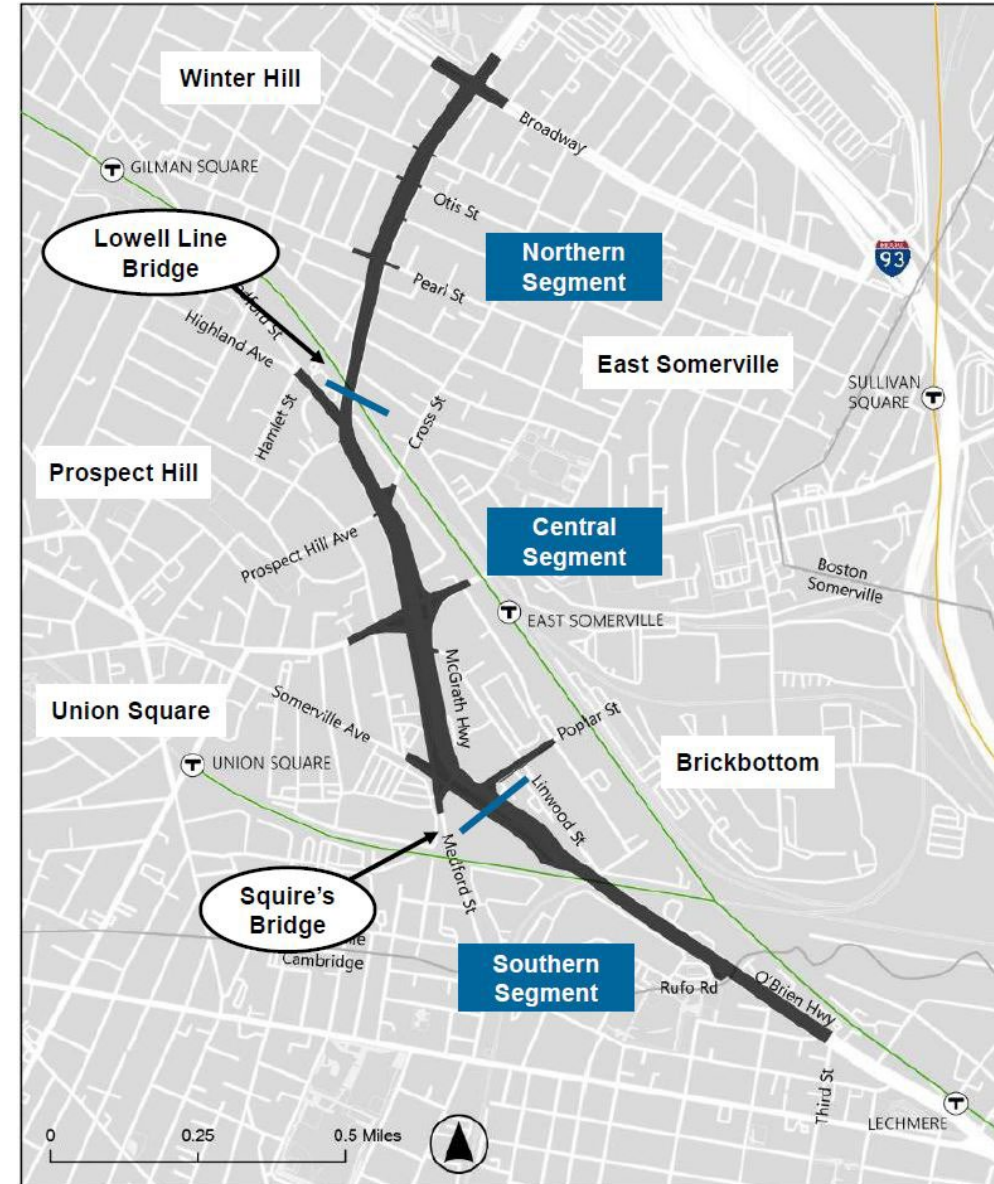 Winter Hill
Broadway
GILMAN SQUARE
T
Otis St
Lowell Line
Bridge
Northern
Segment
INTERSTATE
93
Pearl St
Highland Ave
East Somerville
SULLIVAN
SQUARE
T
Hamlet St
Cross St
Prospect Hill
Central
Segment
Prospect Hill Ave
Boston
Somerville
T
EAST SOMERVILLE
McGrath Hwy
Somerville Ave
Union Square
Poplar St
T
UNION SQUARE
Brickbottom
Linwood St
Medford St
Squire's
Bridge
Cambridge
Southern
Segment
Rufo Rd
O'Brien Hwy
Third St
T
LECHMERE
0 0.25 0.5 Miles